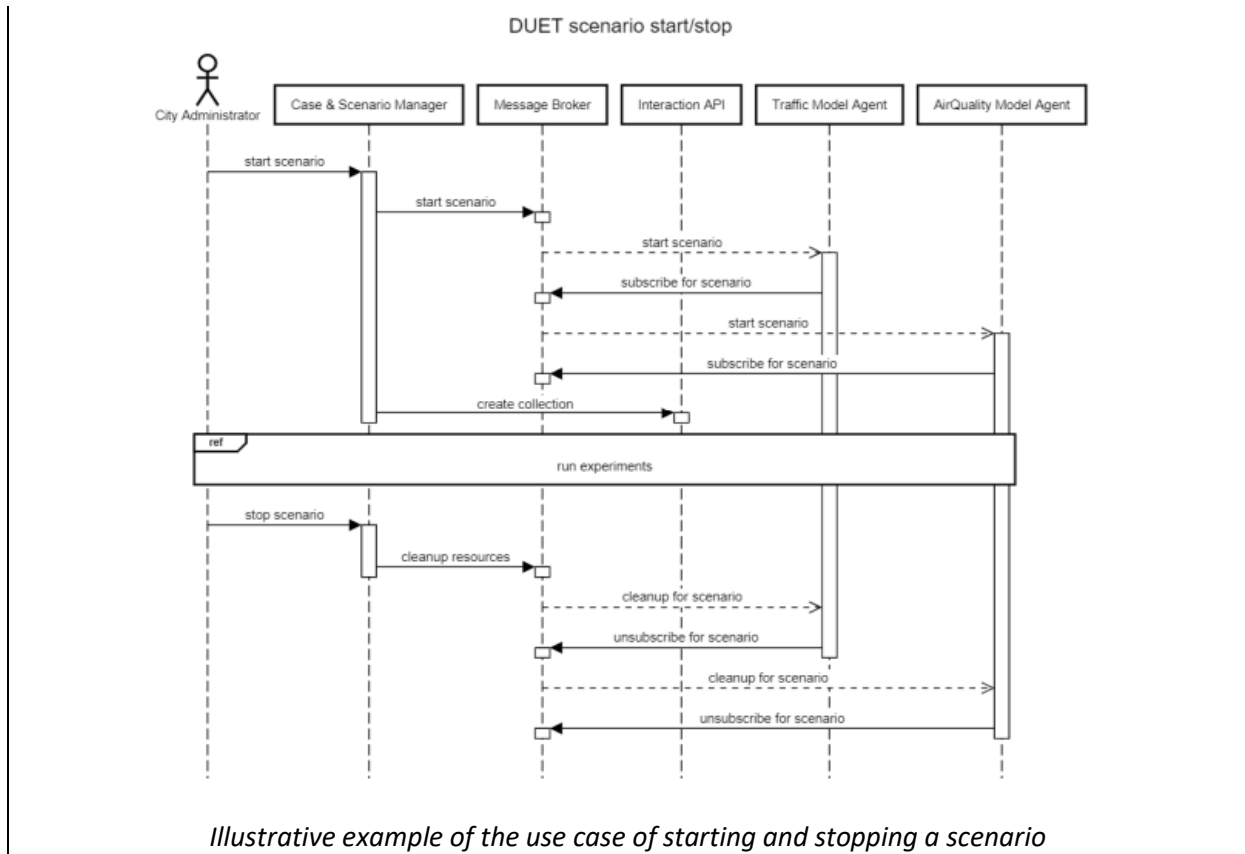 DUET scenario start/stop
City Administrator
Case & Scenario Manager
Message Broker
Interaction API
Traffic Model Agent
AirQuality Model Agent
start scenario
start scenario
start scenario
subscribe for scenario
start scenario
subscribe for scenario
create collection
ref
run experiments
stop scenario
cleanup resources
cleanup for scenario
unsubscribe for scenario
cleanup for scenario
unsubscribe for scenario
Illustrative example of the use case of starting and stopping a scenario